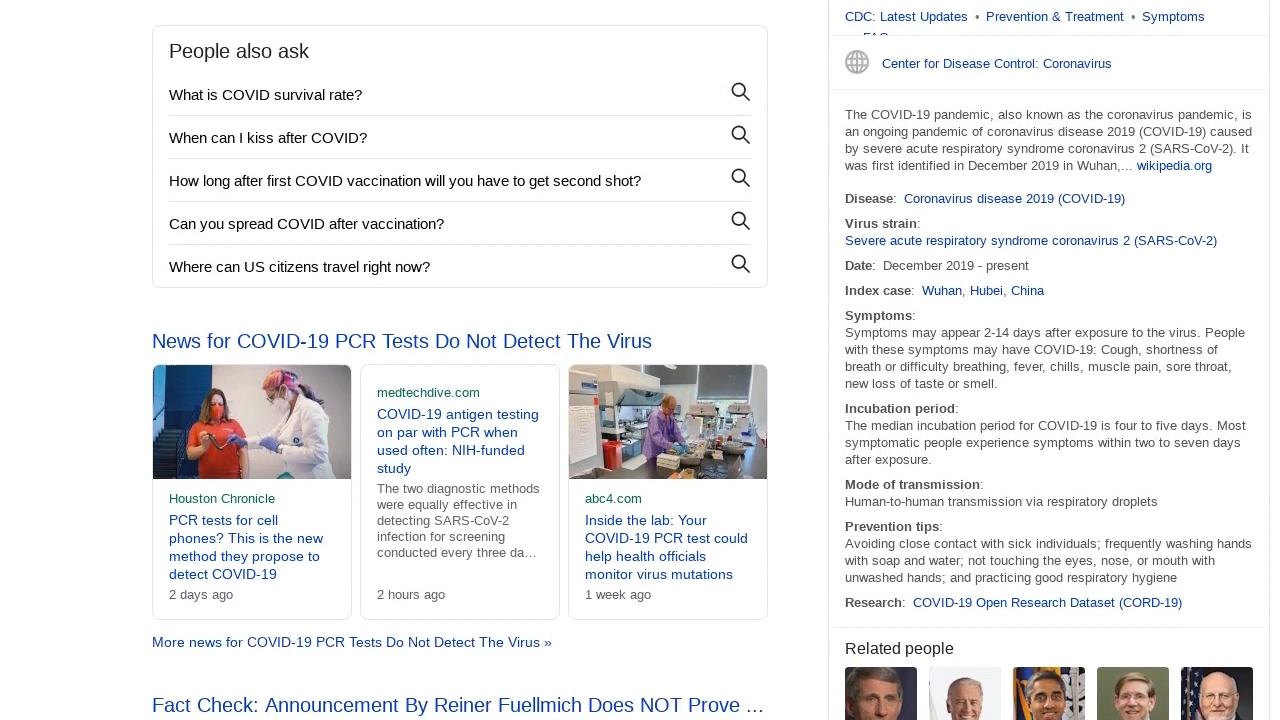 People also ask
What is COVID survival rate?
When can I kiss after COVID?
How long after first COVID vaccination will you have to get second shot?
Can you spread COVID after vaccination?
Where can US citizens travel right now?
News for COVID-19 PCR Tests Do Not Detect The Virus
Houston Chronicle
PCR tests for cell
phones? This is the new
method they propose to
detect COVID-19
2 days ago
medtechdive.com
COVID-19 antigen testing
on par with PCR when
used often: NIH-funded
study
The two diagnostic methods
were equally effective in
detecting SARS-CoV-2
infection for screening
conducted every three da…
2 hours ago
abc4.com
Inside the lab: Your
COVID-19 PCR test could
help health officials
monitor virus mutations
1 week ago
More news for COVID-19 PCR Tests Do Not Detect The Virus »
Fact Check: Announcement By Reiner Fuellmich Does NOT Prove ...
CDC: Latest Updates • Prevention & Treatment • Symptoms
Center for Disease Control: Coronavirus
The COVID-19 pandemic, also known as the coronavirus pandemic, is
an ongoing pandemic of coronavirus disease 2019 (COVID-19) caused
by severe acute respiratory syndrome coronavirus 2 (SARS-CoV-2). It
was first identified in December 2019 in Wuhan,... wikipedia.org
Disease: Coronavirus disease 2019 (COVID-19)
Virus strain:
Severe acute respiratory syndrome coronavirus 2 (SARS-CoV-2)
Date: December 2019 - present
Index case: Wuhan, Hubei, China
Symptoms:
Symptoms may appear 2-14 days after exposure to the virus. People
with these symptoms may have COVID-19: Cough, shortness of
breath or difficulty breathing, fever, chills, muscle pain, sore throat,
new loss of taste or smell.
Incubation period:
The median incubation period for COVID-19 is four to five days. Most
symptomatic people experience symptoms within two to seven days
after exposure.
Mode of transmission:
Human-to-human transmission via respiratory droplets
Prevention tips:
Avoiding close contact with sick individuals; frequently washing hands
with soap and water; not touching the eyes, nose, or mouth with
unwashed hands; and practicing good respiratory hygiene
Research: COVID-19 Open Research Dataset (CORD-19)
Related people